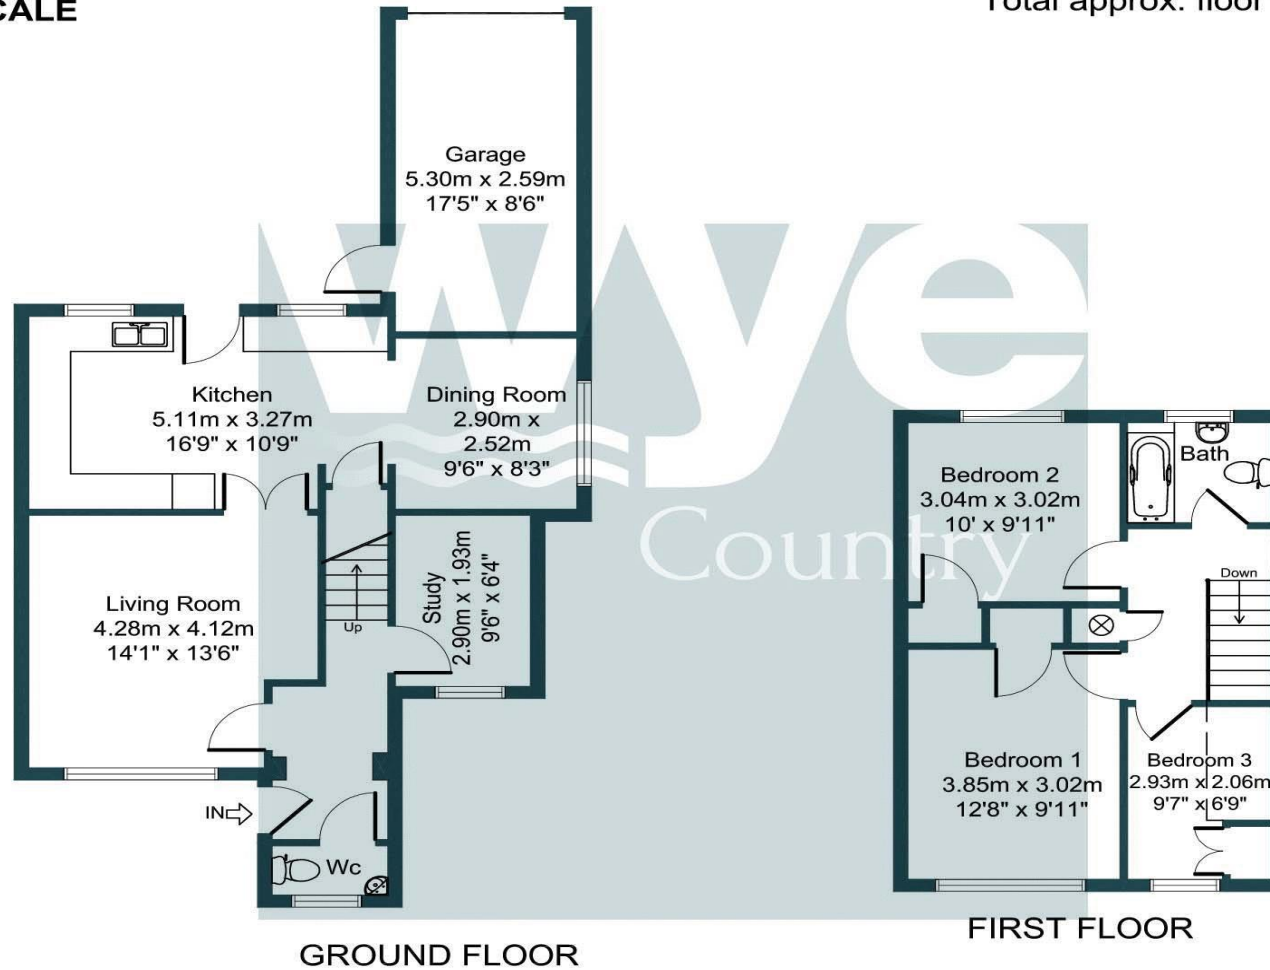 CALE
Total approx. floor
Garage
5.30m x 2.59m
17'5" x 8'6"
Kitchen
5.11m x 3.27m
16'9" x 10'9"
Dining Room
2.90m x
2.52m
9'6" x 8'3"
wye
Country
Living Room
4.28m x 4.12m
14'1" x 13'6"
Up
Study
2.90m x 1.93m
9'6" x 6'4"
IN
Wc
GROUND FLOOR
Bedroom 2
3.04m x 3.02m
10' x 9'11"
Bath
Down
Bedroom 1
3.85m x 3.02m
12'8" x 9'11"
Bedroom 3
2.93m x 2.06m
9'7" x 6'9"
FIRST FLOOR